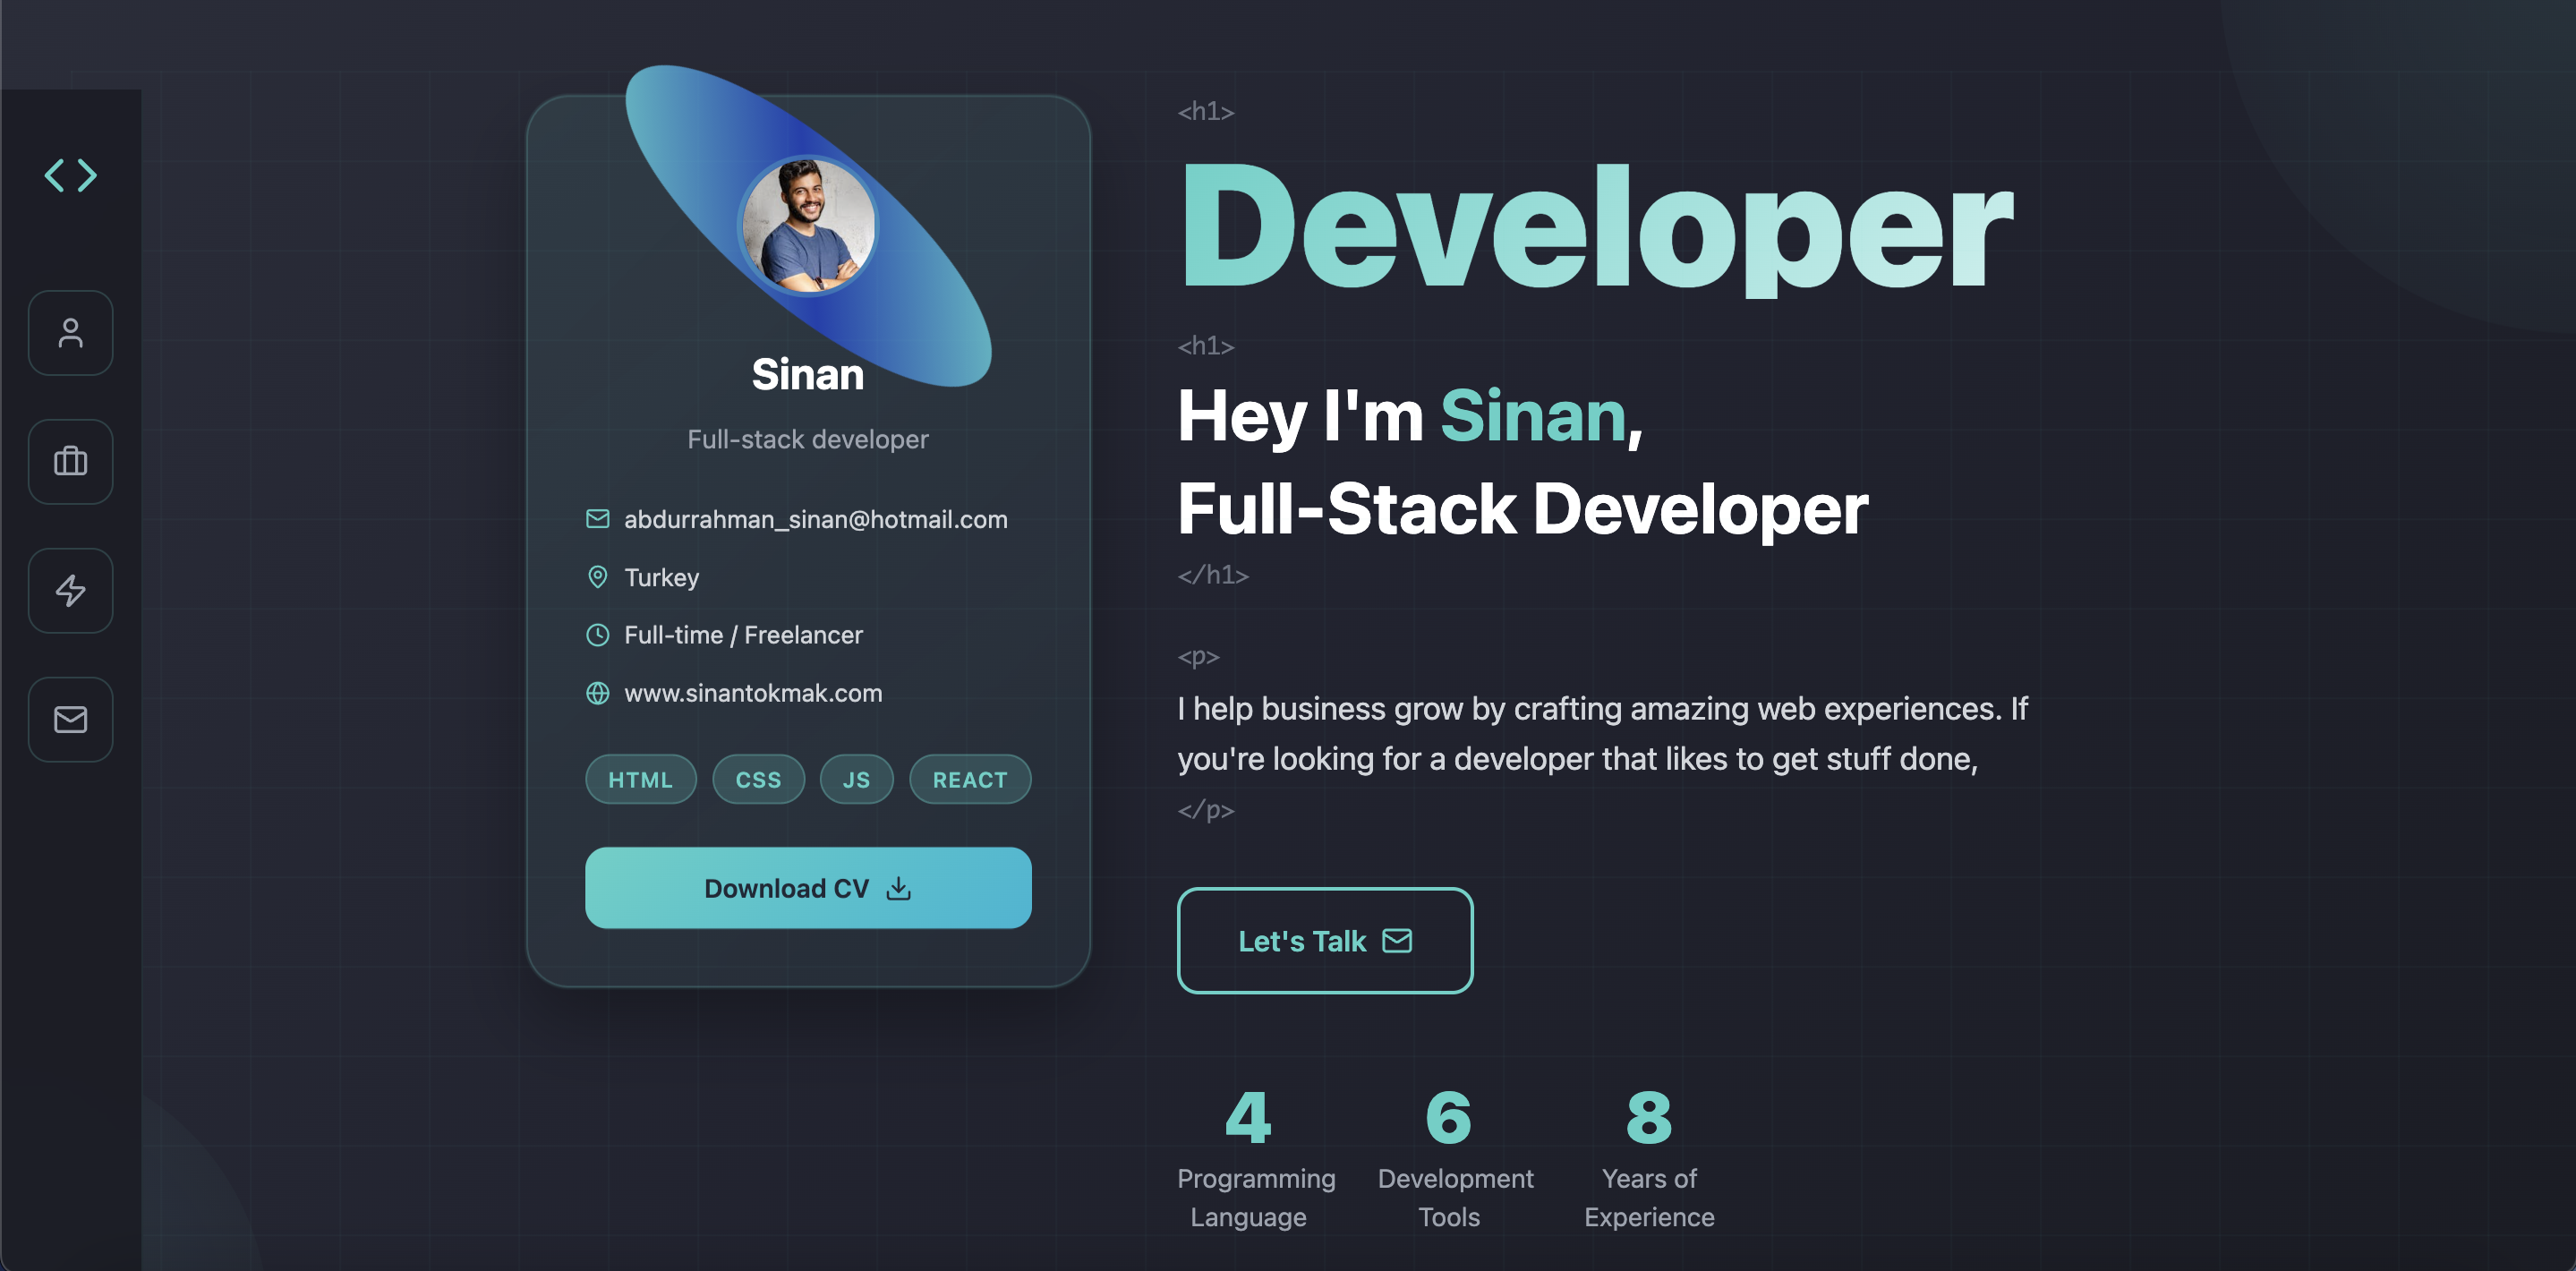 Sinan
Full-stack developer
abdurrahman_sinan@hotmail.com
Turkey
Full-time / Freelancer
www.sinantokmak.com
HTML CSS JS REACT
Download CV
<h1>
Developer
<h1>
Hey I'm Sinan,
Full-Stack Developer
</h1>
<p>
I help business grow by crafting amazing web experiences. If
you're looking for a developer that likes to get stuff done,
</p>
Let's Talk
4
Programming
Language
6
Development
Tools
8
Years of
Experience